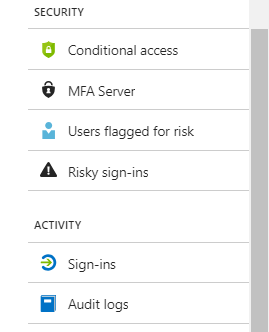 SECURITY
Conditional access
MFA Server
Users flagged for risk
Risky sign-ins
ACTIVITY
Sign-ins
Audit logs